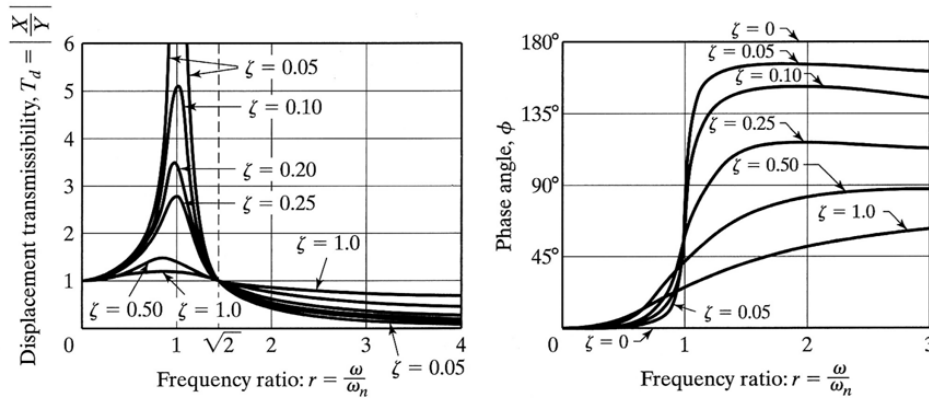 Displacement transmissibility, T_d = |X/Y|
6
5
4
3
2
1
ζ = 0.05
ζ = 0.10
ζ = 0.20
ζ = 0.25
ζ = 1.0
ζ = 0.50
ζ = 1.0
ζ = 0.05
0 1 √2 2 3 4
Frequency ratio: r = ω/ω_n
Phase angle, ϕ
180°
135°
90°
45°
ζ = 0
ζ = 0.05
ζ = 0.10
ζ = 0.25
ζ = 0.50
ζ = 1.0
ζ = 0.05
ζ = 0
0 1 2 3
Frequency ratio: r = ω/ω_n